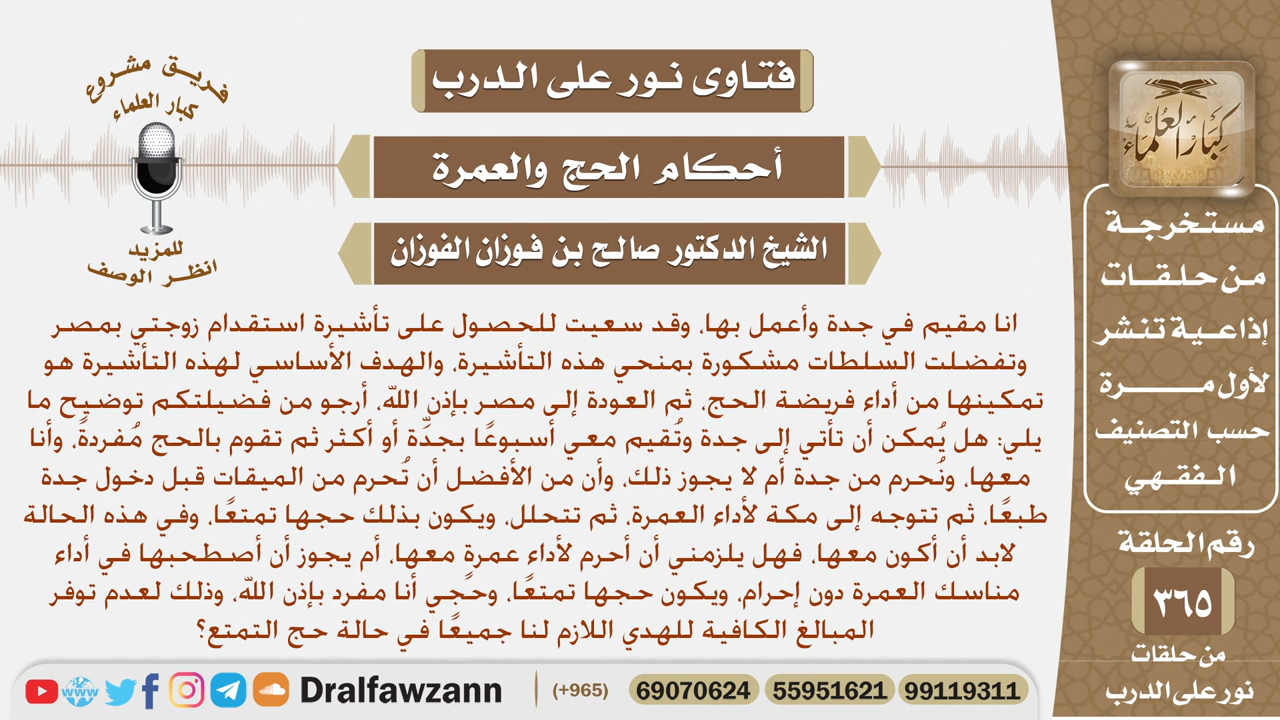 فتاوى نور على الدرب
أحكام الحج والعمرة
الشيخ الدكتور صالح بن فوزان الفوزان
فريق مشروع
كبار العلماء
للمزيد
انظر الوصف
انا مقيم في جدة وأعمل بها، وقد سعيت للحصول على تأشيرة استقدام زوجتي بمصر
وتفضلت السلطات مشكورة بمنحي هذه التأشيرة، والهدف الأساسي لهذه التأشيرة هو
تمكينها من أداء فريضة الحج، ثم العودة إلى مصر بإذن الله، أرجو من فضيلتكم توضيح ما
يلي: هل يُمكن أن تأتي إلى جدة وتُقيم معي أسبوعًا بجدّة أو أكثر ثم تقوم بالحج مُفردةً، وأنا
معها، ونُحرم من جدة أم لا يجوز ذلك، وأن من الأفضل أن تُحرم من الميقات قبل دخول جدة
طبعًا، ثم تتوجه إلى مكة لأداء العمرة، ثم تتحلل، ويكون بذلك حجها تمتعًا، وفي هذه الحالة
لابد أن أكون معها، فهل يلزمني أن أحرم لأداء عمرةٍ معها، أم يجوز أن أصطحبها في أداء
مناسك العمرة دون إحرام، ويكون حجها تمتعًا، وحجي أنا مفرد بإذن الله، وذلك لعدم توفر
المبالغ الكافية للهدي اللازم لنا جميعًا في حالة حج التمتع؟
كبار العلماء
مستخرجة
من حلقات
إذاعية تنشر
لأول مرة
حسب التصنيف
الفقهي
رقم الحلقة
٣٦٥
من حلقات
نور على الدرب
www Dralfawzann (+965) 69070624 55951621 99119311